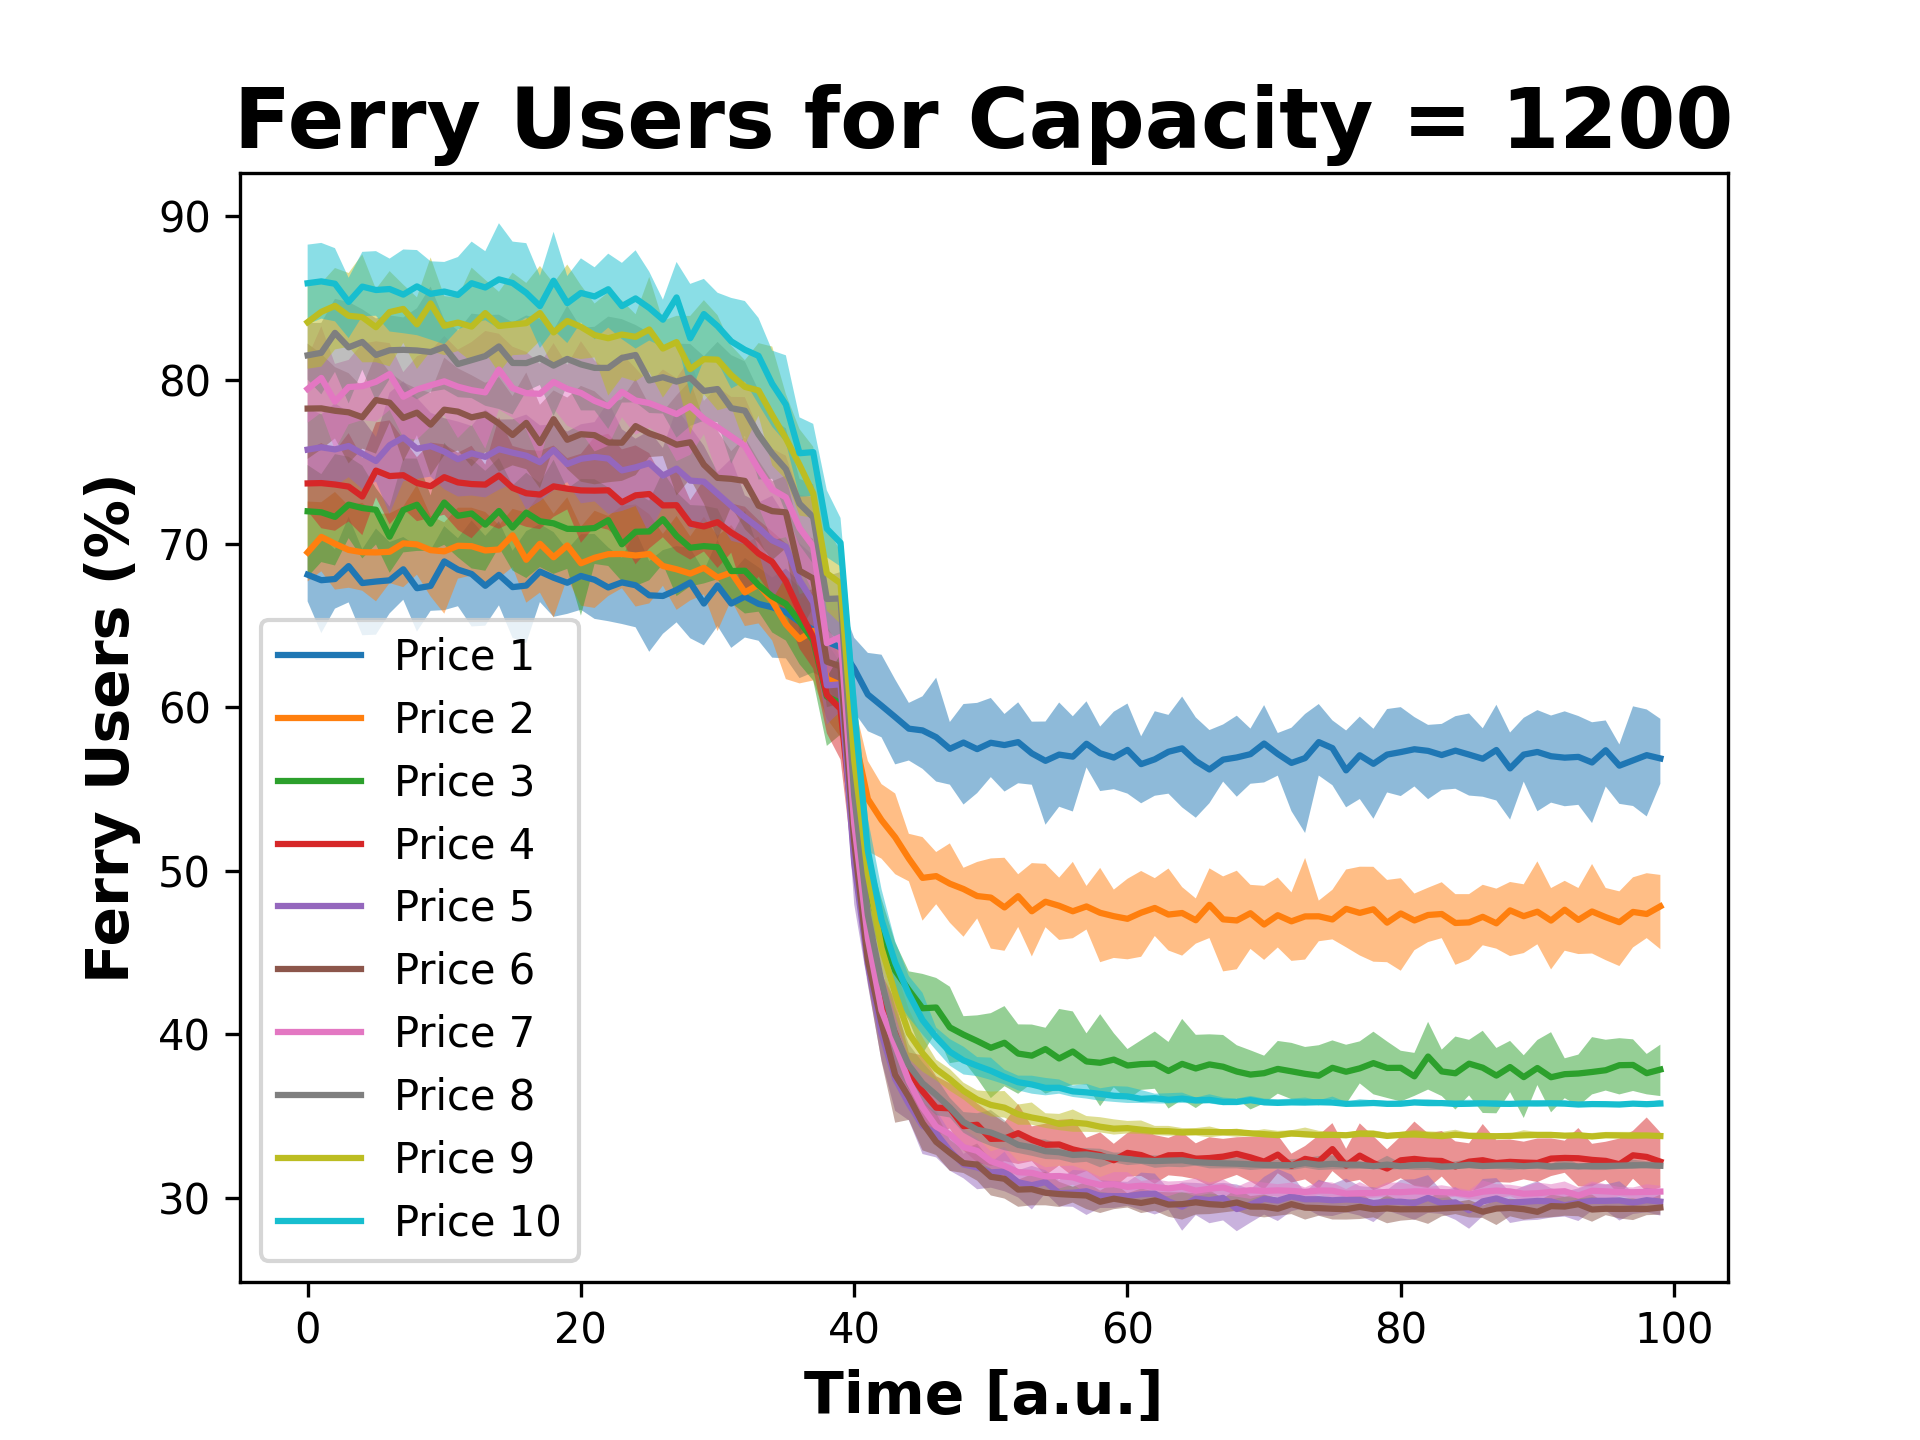 Ferry Users for Capacity = 1200
Ferry Users (%)
90
80
70
60
50
40
30
Price 1
Price 2
Price 3
Price 4
Price 5
Price 6
Price 7
Price 8
Price 9
Price 10
0 20 40 60 80 100
Time [a.u.]